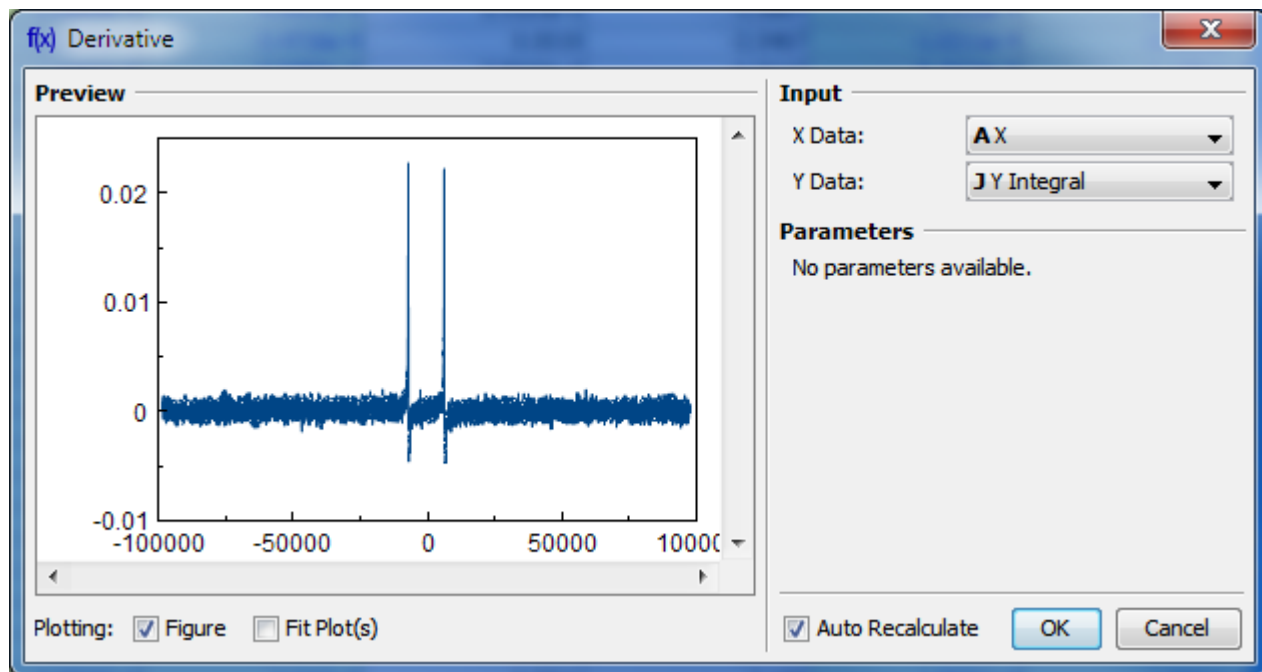 f(x) Derivative
Preview
0.02
0.01
0
-0.01
-100000 -50000 0 50000 10000
Plotting: Figure Fit Plot(s)
Input
X Data: A X
Y Data: J Y Integral
Parameters
No parameters available.
Auto Recalculate OK Cancel